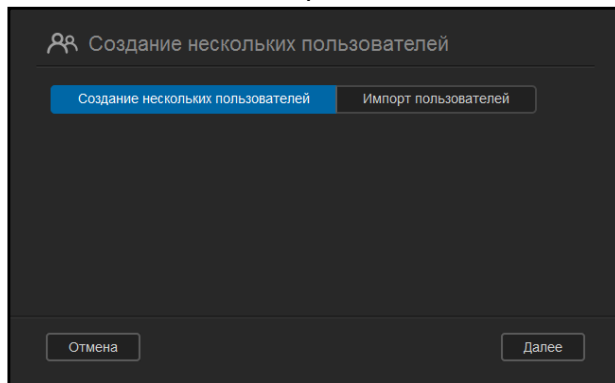 Создание нескольких пользователей
Создание нескольких пользователей Импорт пользователей
Отмена Далее